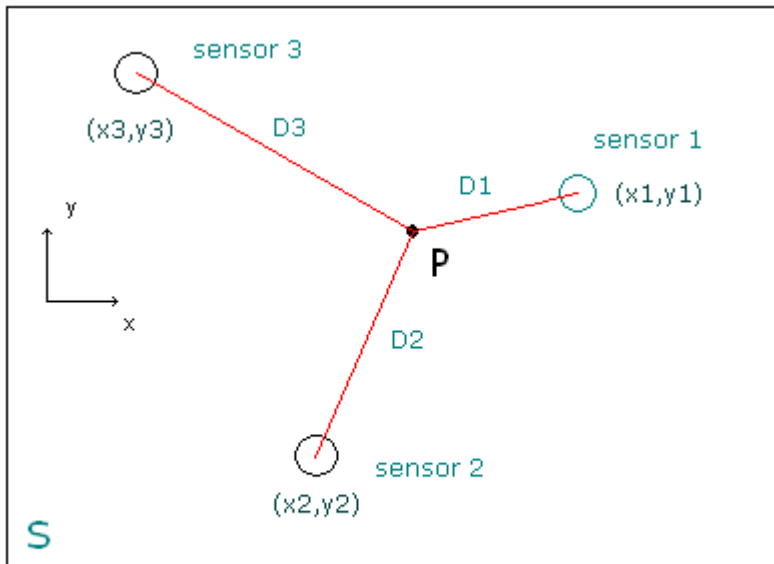 sensor 3
(x3,y3)
D3
sensor 1
D1
(x1,y1)
y
P
x
D2
sensor 2
(x2,y2)
S